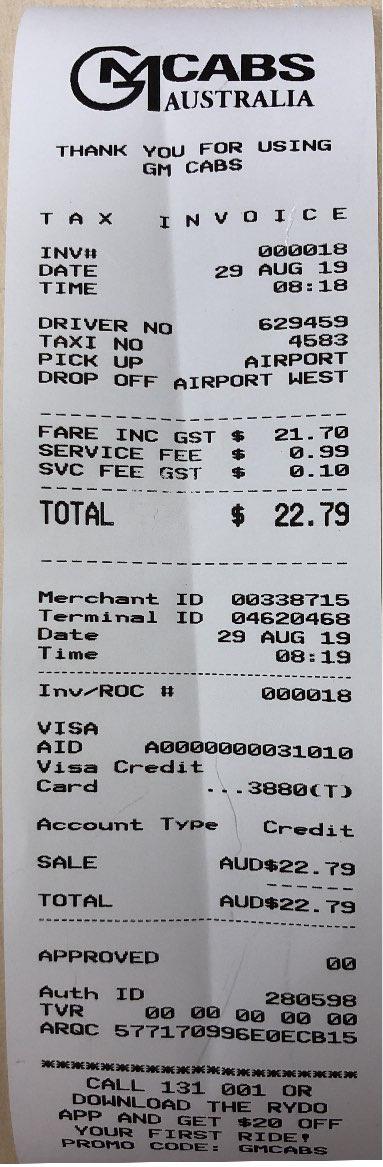 GM CABS
AUSTRALIA
THANK YOU FOR USING
GM CABS
TAX INVOICE
INV# 000018
DATE 29 AUG 19
TIME 08:18
DRIVER NO 629459
TAXI NO 4583
PICK UP AIRPORT
DROP OFF AIRPORT WEST
FARE INC GST $ 21.70
SERVICE FEE $ 0.99
SVC FEE GST $ 0.10
TOTAL $ 22.79
Merchant ID 00338715
Terminal ID 04620468
Date 29 AUG 19
Time 08:19
Inv/ROC # 000018
VISA
AID A0000000031010
Visa Credit
Card ...3880(T)
Account Type Credit
SALE AUD$22.79
TOTAL AUD$22.79
APPROVED 00
Auth ID 280598
TVR 00 00 00 00 00
ARQC 577170996E0ECB15
********************************
CALL 131 001 OR
DOWNLOAD THE RYDO
APP AND GET $20 OFF
YOUR FIRST RIDE!
PROMO CODE: GMCABS